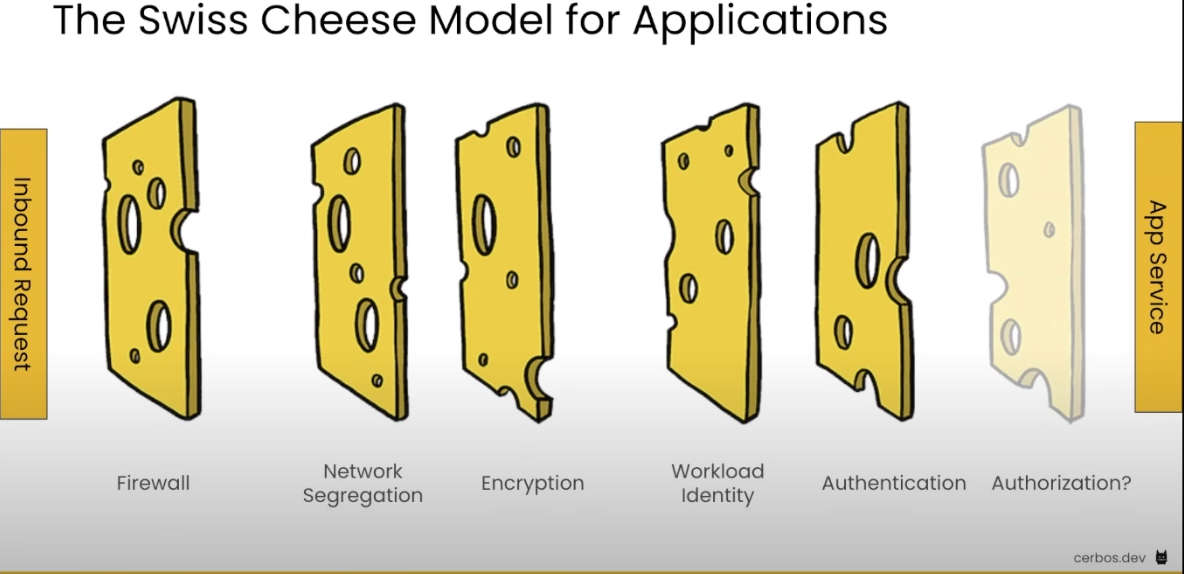 The Swiss Cheese Model for Applications
Inbound Request
App Service
Firewall
Network
Segregation
Encryption
Workload
Identity
Authentication
Authorization?
cerbos.dev